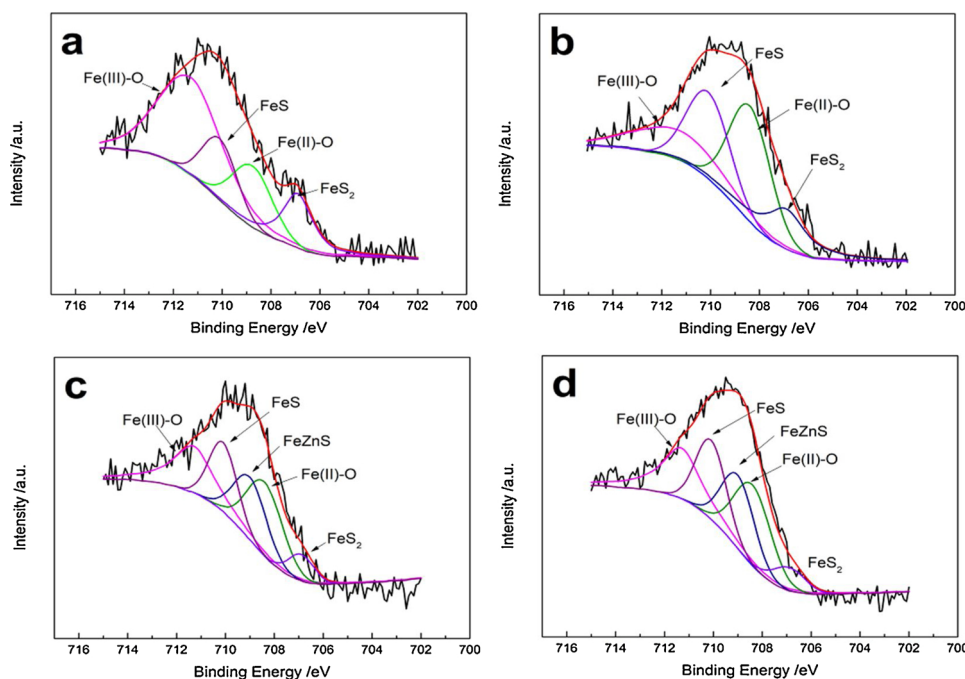 a
Fe(III)-O
FeS
Fe(II)-O
FeS2
Intensity /a.u.
716 714 712 710 708 706 704 702 700
Binding Energy /eV
b
Fe(III)-O
FeS
Fe(II)-O
FeS2
Intensity /a.u.
716 714 712 710 708 706 704 702 700
Binding Energy /eV
c
Fe(III)-O
FeS
FeZnS
Fe(II)-O
FeS2
Intensity /a.u.
716 714 712 710 708 706 704 702 700
Binding Energy /eV
d
Fe(III)-O
FeS
FeZnS
Fe(II)-O
FeS2
Intensity /a.u.
716 714 712 710 708 706 704 702 700
Binding Energy /eV